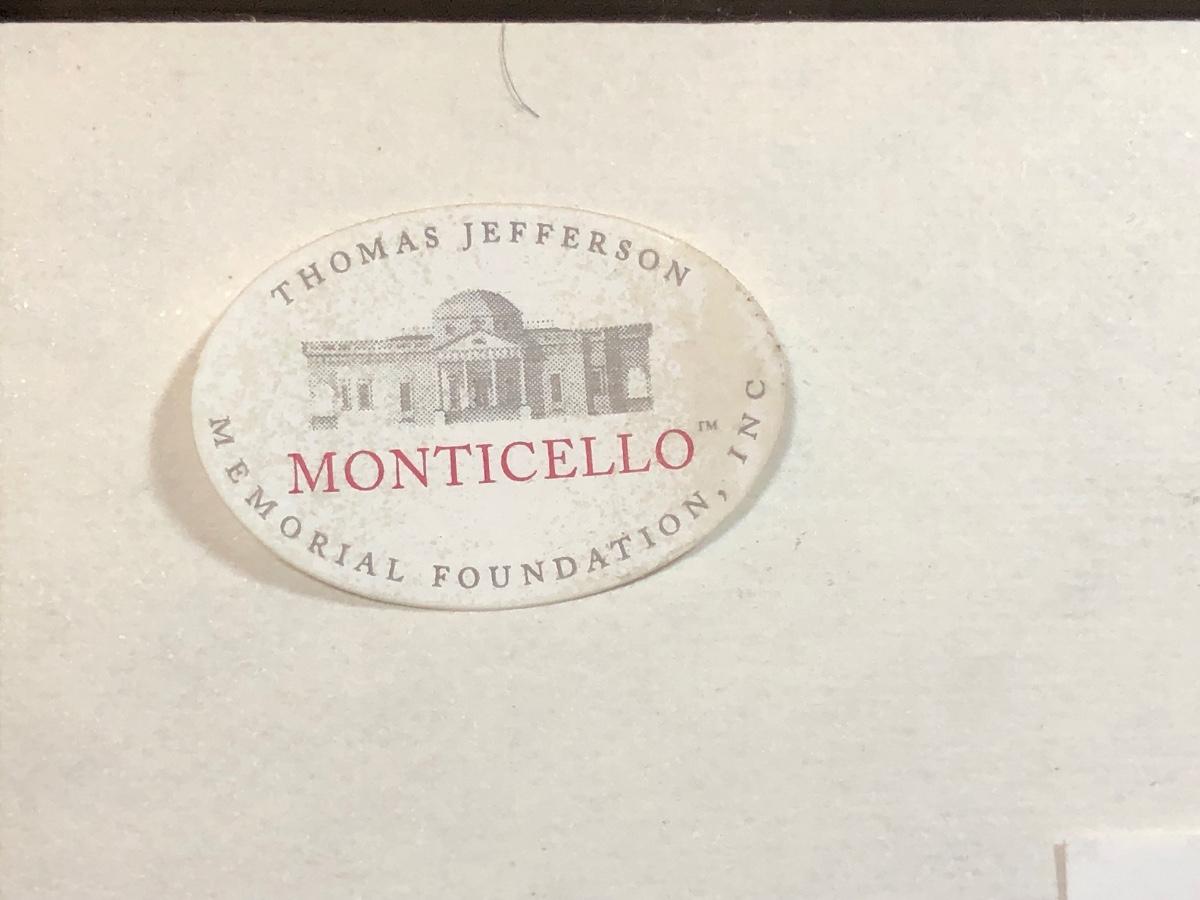 THOMAS JEFFERSON
MONTICELLO™
MEMORIAL FOUNDATION, INC